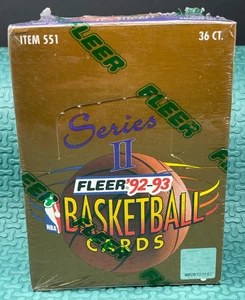 ITEM 551
36 CT.
FLEER
FLEER
Series
II
FLEER '92-93
NBA
BASKETBALL
CARDS
FLEER